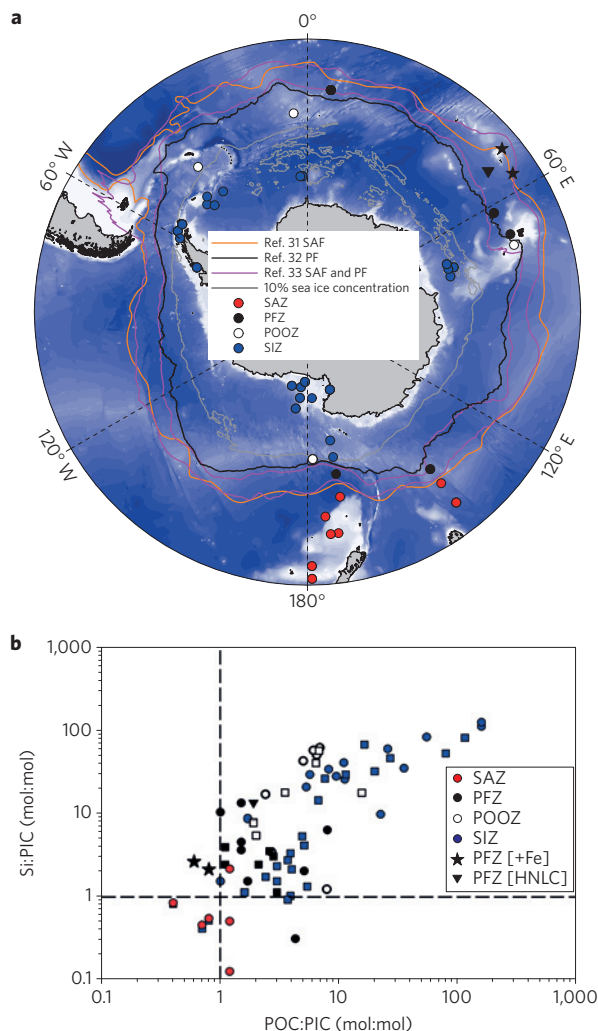 a
0°
60° W
60° E
Ref. 31 SAF
Ref. 32 PF
Ref. 33 SAF and PF
10% sea ice concentration
SAZ
PFZ
POOZ
SIZ
120° W
120° E
180°
b
1,000
100
10
1
0.1
Si:PIC (mol:mol)
SAZ
PFZ
POOZ
SIZ
PFZ [+Fe]
PFZ [HNLC]
0.1
1
10
100
1,000
POC:PIC (mol:mol)